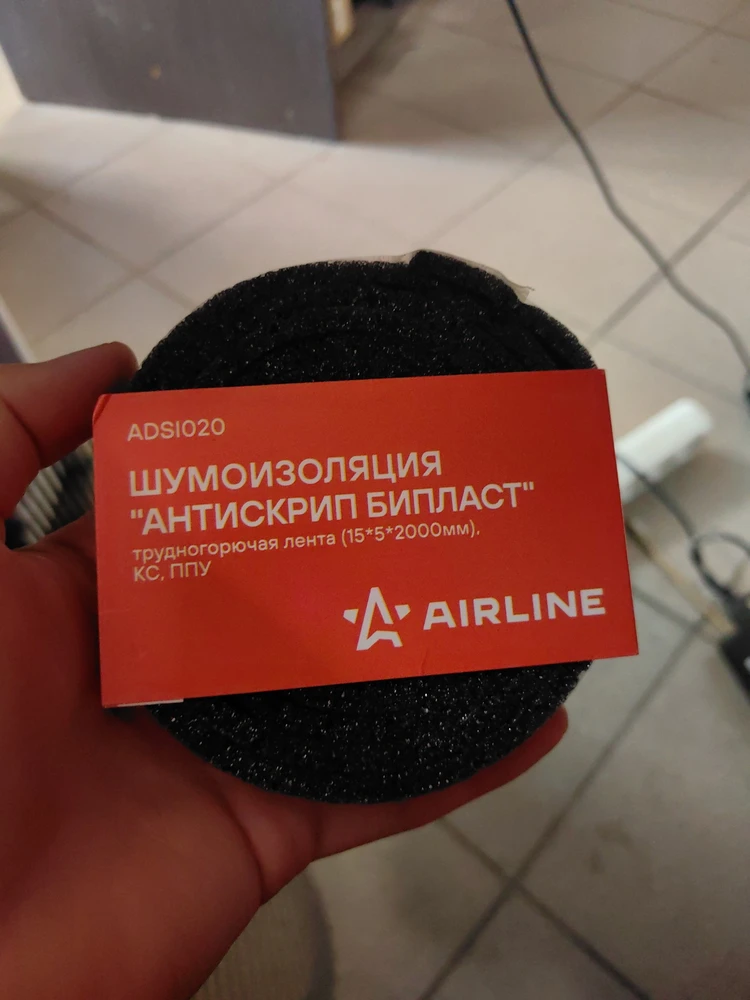 ADSI020
ШУМОИЗОЛЯЦИЯ
"АНТИСКРИП БИПЛАСТ"
трудногорючая лента (15*5*2000мм),
КС, ППУ
AIRLINE